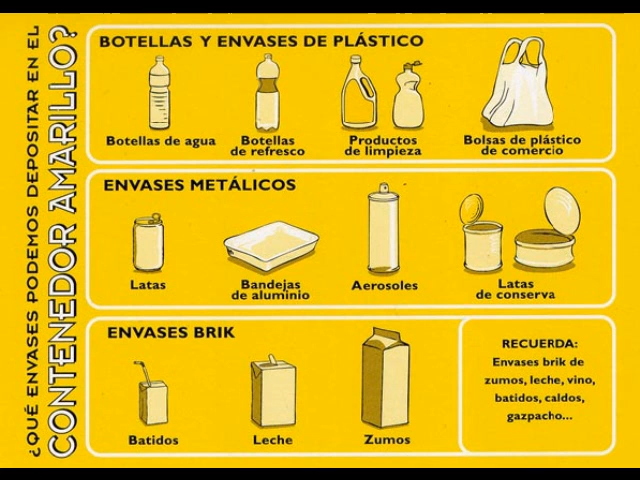 ¿QUÉ ENVASES PODEMOS DEPOSITAR EN EL
CONTENEDOR AMARILLO?
BOTELLAS Y ENVASES DE PLÁSTICO
Botellas de agua
Botellas
de refresco
Productos
de limpieza
Bolsas de plástico
de comercio
ENVASES METÁLICOS
Latas
Bandejas
de aluminio
Aerosoles
Latas
de conserva
ENVASES BRIK
Batidos
Leche
Zumos
RECUERDA:
Envases brik de
zumos, leche, vino,
batidos, caldos,
gazpacho...